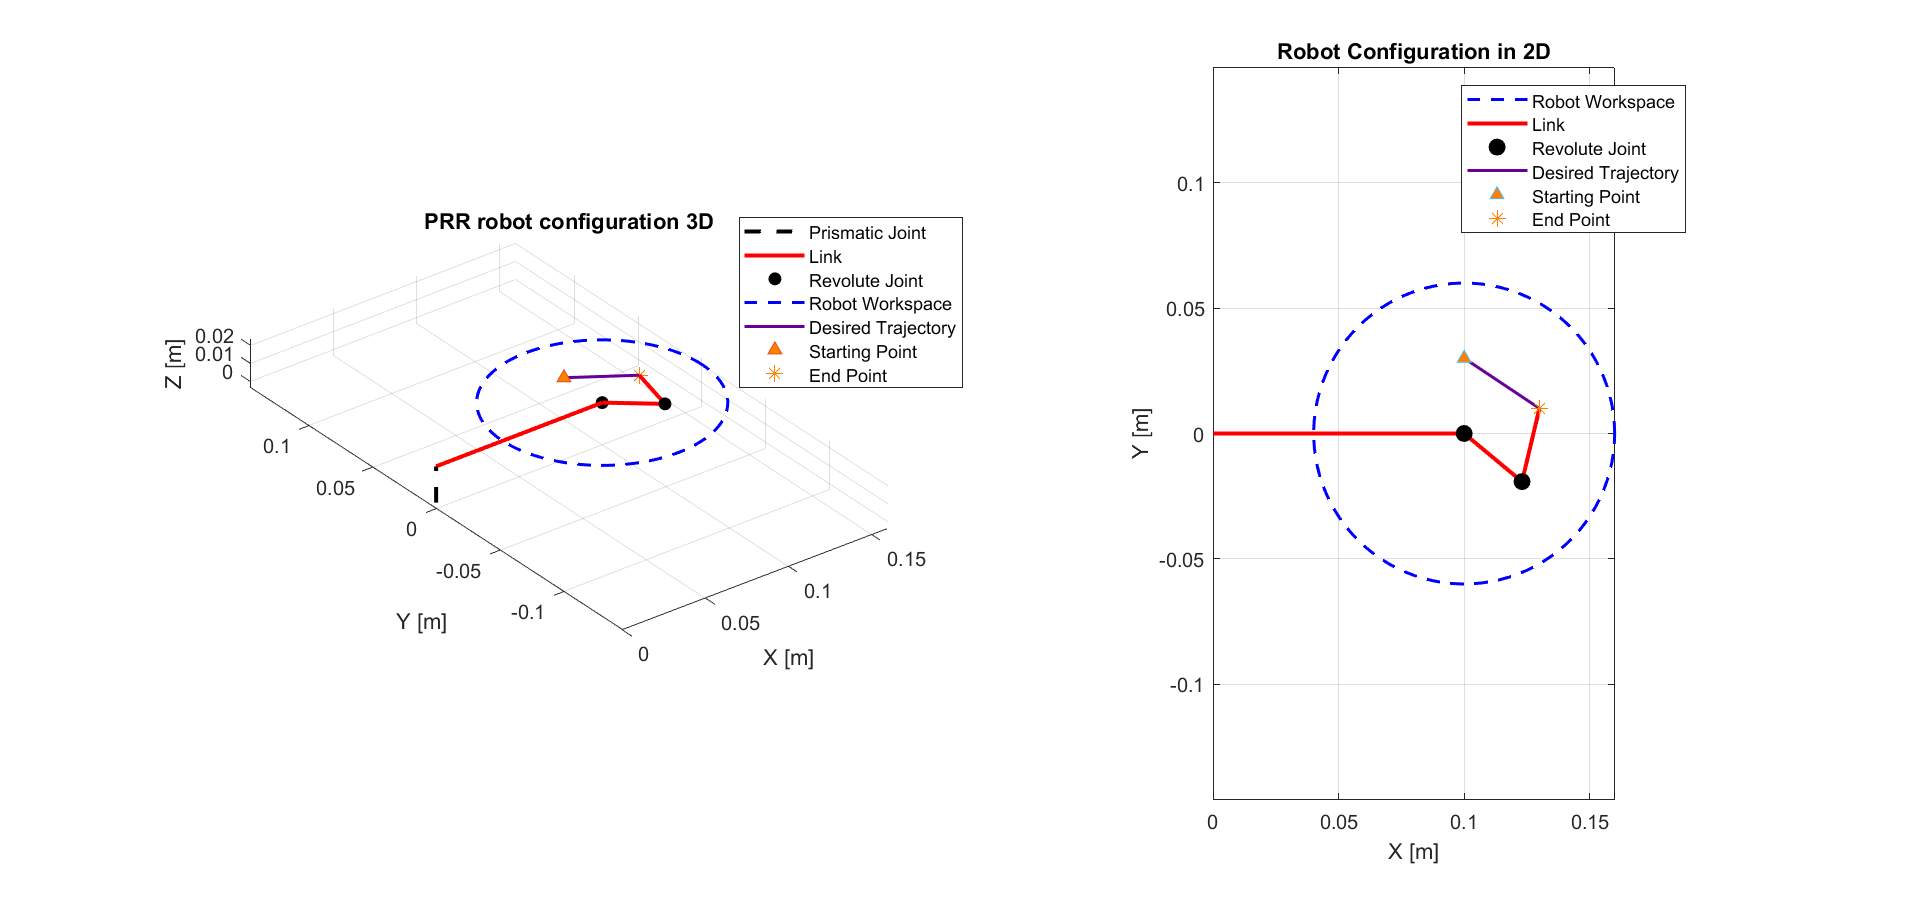 PRR robot configuration 3D
Prismatic Joint
Link
Revolute Joint
Robot Workspace
Desired Trajectory
Starting Point
End Point
0.02
0.01
0
Z [m]
0.1
0.05
0
-0.05
-0.1
Y [m]
0
0.05
0.1
0.15
X [m]
Robot Configuration in 2D
Robot Workspace
Link
Revolute Joint
Desired Trajectory
Starting Point
End Point
0.1
0.05
0
-0.05
-0.1
Y [m]
0
0.05
0.1
0.15
X [m]